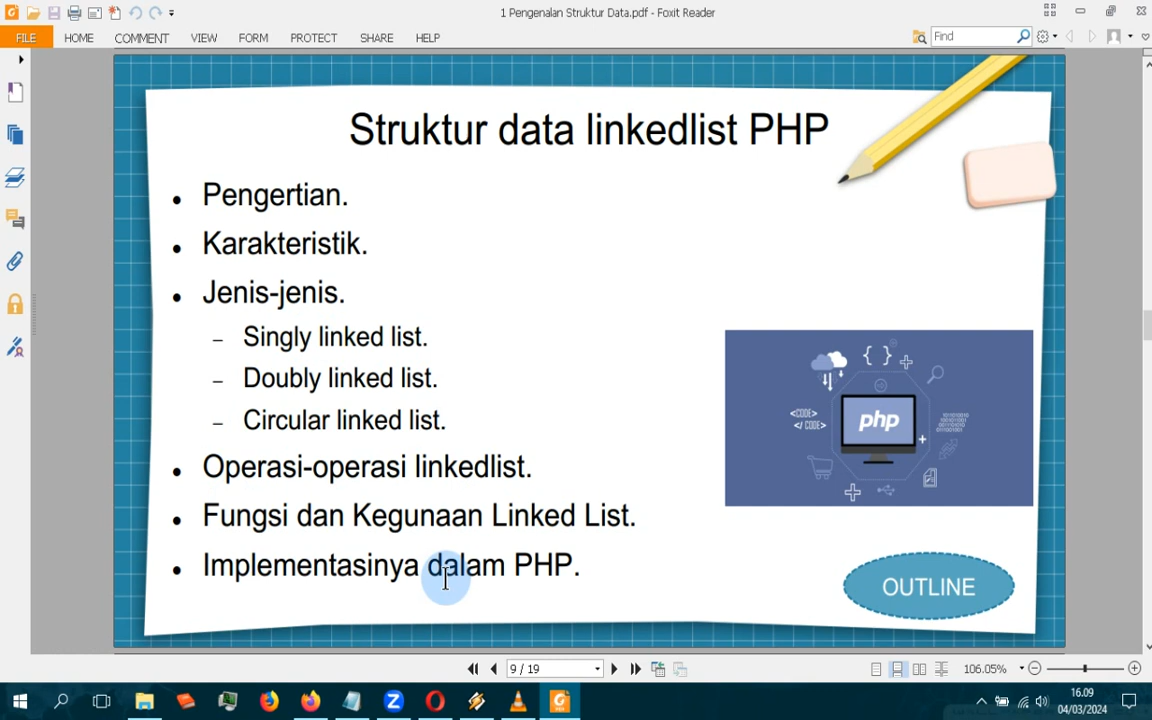 1 Pengenalan Struktur Data.pdf - Foxit Reader
FILE HOME COMMENT VIEW FORM PROTECT SHARE HELP
Find
Struktur data linkedlist PHP
• Pengertian.
• Karakteristik.
• Jenis-jenis.
– Singly linked list.
– Doubly linked list.
– Circular linked list.
• Operasi-operasi linkedlist.
• Fungsi dan Kegunaan Linked List.
• Implementasinya dalam PHP.
{ }
<CODE>
</ CODE>
php
OUTLINE
9 / 19
106.05%
16.09
04/03/2024